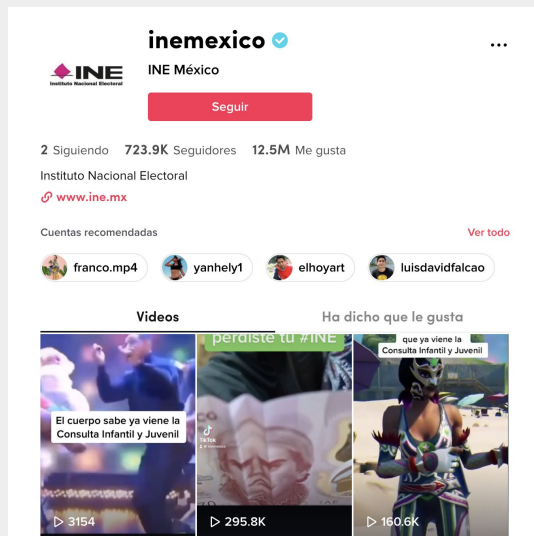 inemexico
INE
Instituto Nacional Electoral
INE México
Seguir
2 Siguiendo 723.9K Seguidores 12.5M Me gusta
Instituto Nacional Electoral
www.ine.mx
Cuentas recomendadas
Ver todo
franco.mp4
yanhely1
elhoyart
luisdavidfalcao
Videos
Ha dicho que le gusta
El cuerpo sabe ya viene la
Consulta Infantil y Juvenil
3154
perdiste tu #INE
TikTok
295.8K
que ya viene la
Consulta Infantil y Juvenil
160.6K